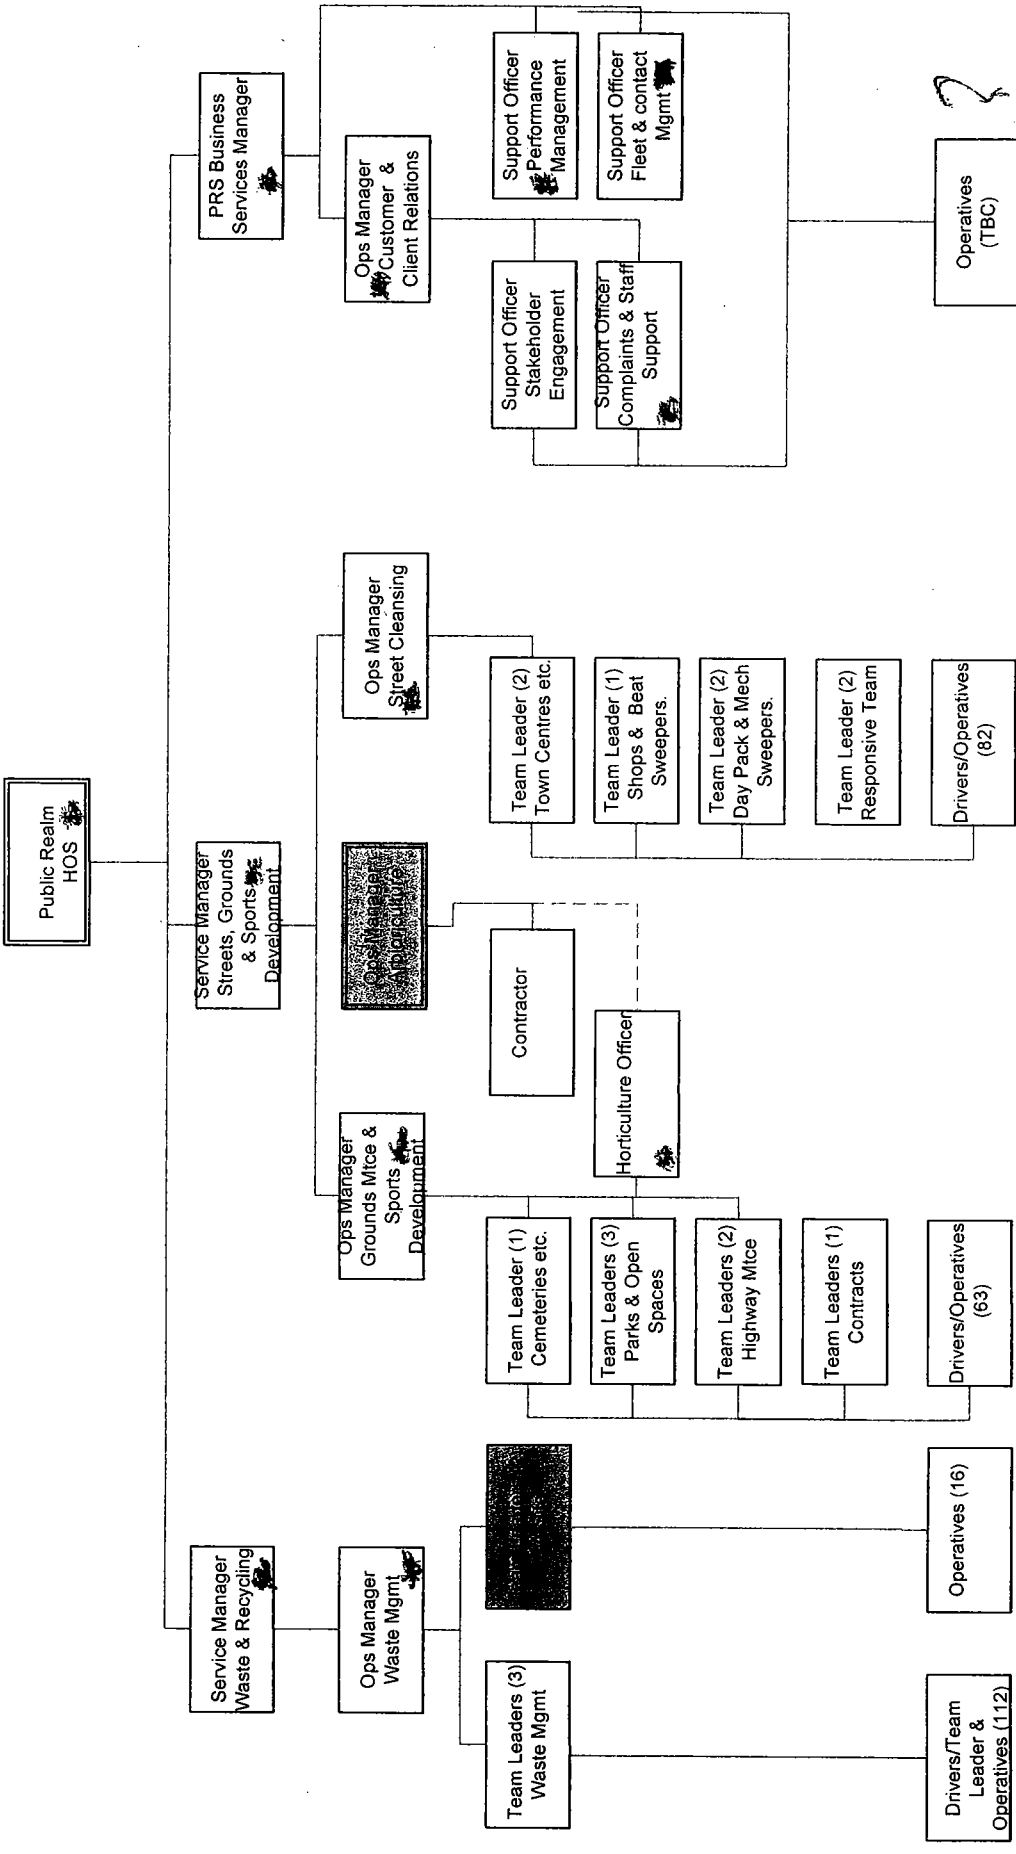 Public Realm
HOS
Service Manager
Waste & Recycling
Service Manager
Streets, Grounds
& Sports
Development
PRS Business
Services Manager
Ops Manager
Waste Mgmt
Ops Manager
Grounds Mtce &
Sports
Development
Ops Manager
Arboriculture
Ops Manager
Street Cleansing
Ops Manager
Customer &
Client Relations
Team Leaders (3)
Waste Mgmt
Team Leader (1)
Cemeteries etc.
Contractor
Team Leader (2)
Town Centres etc.
Support Officer
Stakeholder
Engagement
Support Officer
Performance
Management
Team Leaders (3)
Parks & Open
Spaces
Horticulture Officer
Team Leader (1)
Shops & Beat
Sweepers.
Support Officer
Complaints & Staff
Support
Support Officer
Fleet & contact
Mgmt
Team Leaders (2)
Highway Mtce
Team Leader (2)
Day Pack & Mech
Sweepers.
Team Leaders (1)
Contracts
Team Leader (2)
Responsive Team
Drivers/Team
Leader &
Operatives (112)
Operatives (16)
Drivers/Operatives
(63)
Drivers/Operatives
(82)
Operatives
(TBC)
?